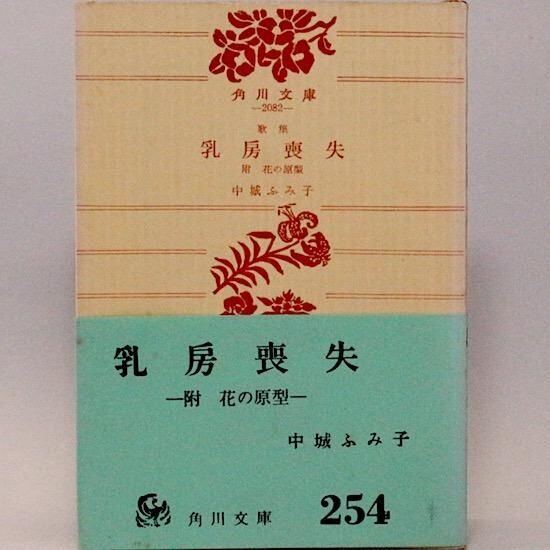 角川文庫
—2082—
歌集
乳房喪失
附 花の原型
中城ふみ子
乳房喪失
—附 花の原型—
中城ふみ子
角川文庫 254